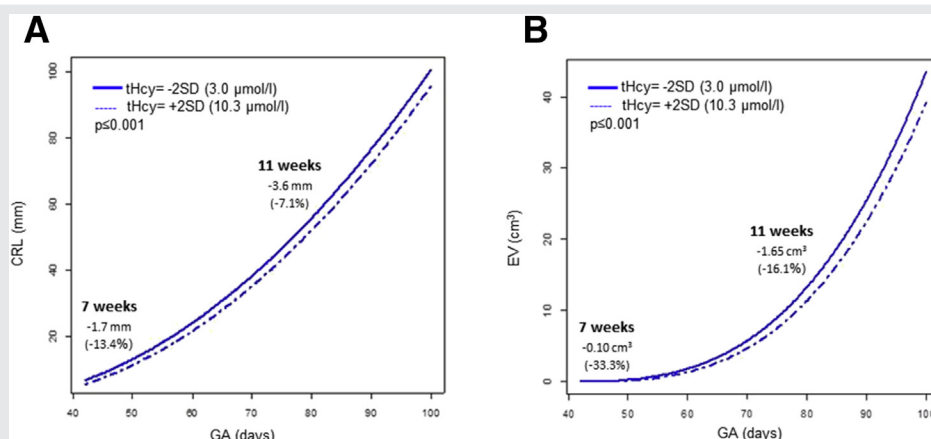 A
tHcy= -2SD (3.0 µmol/l)
tHcy= +2SD (10.3 µmol/l)
p≤0.001
11 weeks
-3.6 mm
(-7.1%)
7 weeks
-1.7 mm
(-13.4%)
CRL (mm)
100
80
60
40
20
40 50 60 70 80 90 100
GA (days)
B
tHcy= -2SD (3.0 µmol/l)
tHcy= +2SD (10.3 µmol/l)
p≤0.001
11 weeks
-1.65 cm³
(-16.1%)
7 weeks
-0.10 cm³
(-33.3%)
EV (cm³)
40
30
20
10
0
40 50 60 70 80 90 100
GA (days)